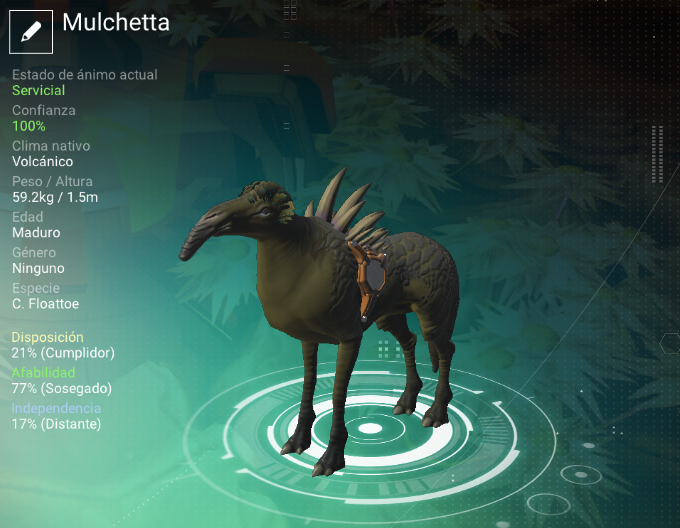 Mulchetta
Estado de ánimo actual
Servicial
Confianza
100%
Clima nativo
Volcánico
Peso / Altura
59.2kg / 1.5m
Edad
Maduro
Género
Ninguno
Especie
C. Floattoe
Disposición
21% (Cumplidor)
Afabilidad
77% (Sosegado)
Independencia
17% (Distante)